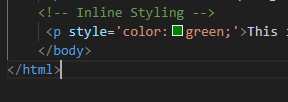 <!-- Inline Styling -->
<p style='color:green;'>This
</body>
</html>